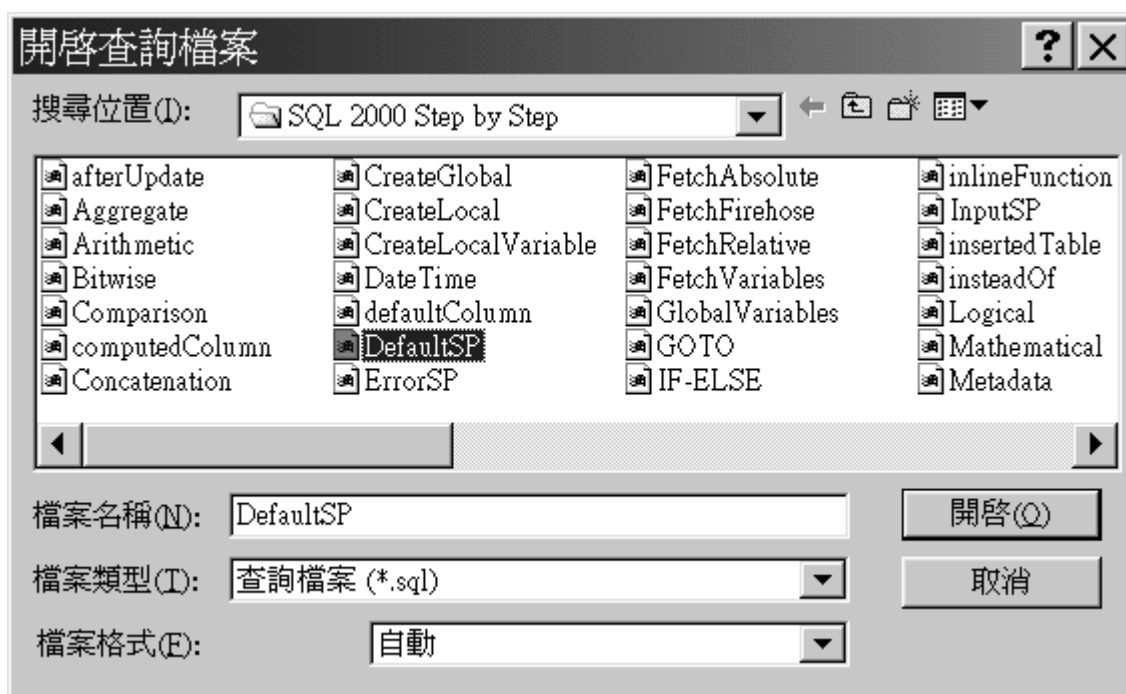 開啓查詢檔案
搜尋位置(I): SQL 2000 Step by Step
afterUpdate CreateGlobal FetchAbsolute inlineFunction
Aggregate CreateLocal FetchFirehose InputSP
Arithmetic CreateLocalVariable FetchRelative insertedTable
Bitwise DateTime FetchVariables insteadOf
Comparison defaultColumn GlobalVariables Logical
computedColumn DefaultSP GOTO Mathematical
Concatenation ErrorSP IF-ELSE Metadata
檔案名稱(N): DefaultSP 開啓(O)
檔案類型(T): 查詢檔案 (*.sql) 取消
檔案格式(F): 自動